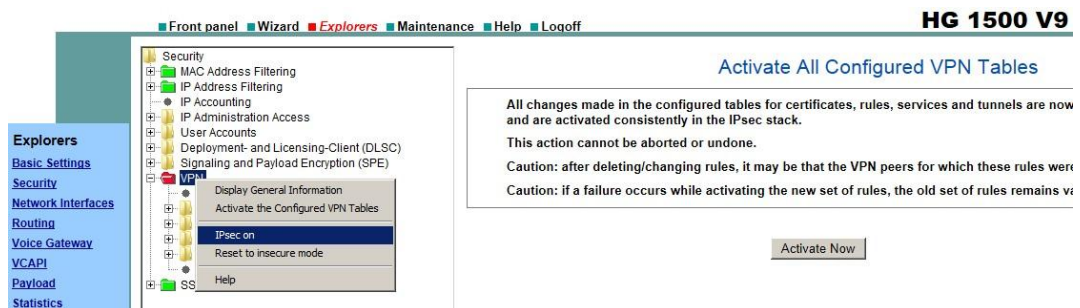 HG 1500 V9
Front panel Wizard Explorers Maintenance Help Logoff
Explorers
Basic Settings
Security
Network Interfaces
Routing
Voice Gateway
VCAPI
Payload
Statistics
Security
MAC Address Filtering
IP Address Filtering
IP Accounting
IP Administration Access
User Accounts
Deployment- and Licensing-Client (DLSC)
Signaling and Payload Encryption (SPE)
VPN
Display General Information
Activate the Configured VPN Tables
IPsec on
Reset to insecure mode
Help
SS
Activate All Configured VPN Tables
All changes made in the configured tables for certificates, rules, services and tunnels are now
and are activated consistently in the IPsec stack.
This action cannot be aborted or undone.
Caution: after deleting/changing rules, it may be that the VPN peers for which these rules were
Caution: if a failure occurs while activating the new set of rules, the old set of rules remains va
Activate Now